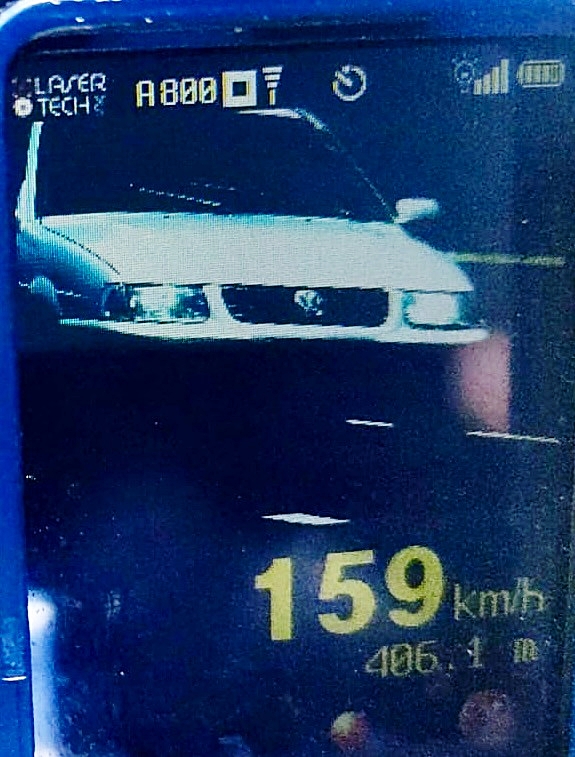 LASER
TECH
A800
159 km/h
406.1 m